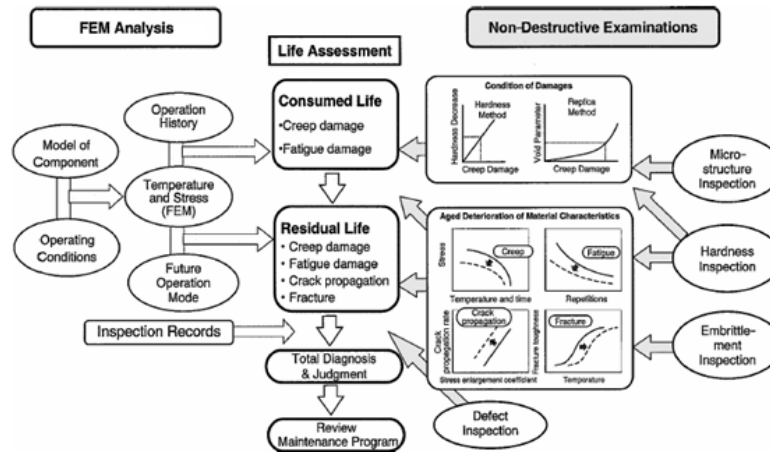 FEM Analysis
Life Assessment
Non-Destructive Examinations
Operation
History
Model of
Component
Temperature
and Stress
(FEM)
Operating
Conditions
Future
Operation
Mode
Inspection Records
Consumed Life
•Creep damage
•Fatigue damage
Residual Life
• Creep damage
• Fatigue damage
• Crack propagation
• Fracture
Total Diagnosis
& Judgment
Review
Maintenance Program
Condition of Damages
Hardness Decrease
Hardness
Method
Creep Damage
Void Parameter
Replica
Method
Creep Damage
Aged Deterioration of Material Characteristics
Stress
Creep
Temperature and time
Fatigue
Repetitions
Crack
propagation rate
Crack
propagation
Stress enlargement coefficient
Fracture toughness
Fracture
Temperature
Micro-
structure
Inspection
Hardness
Inspection
Embrittle-
ment
Inspection
Defect
Inspection